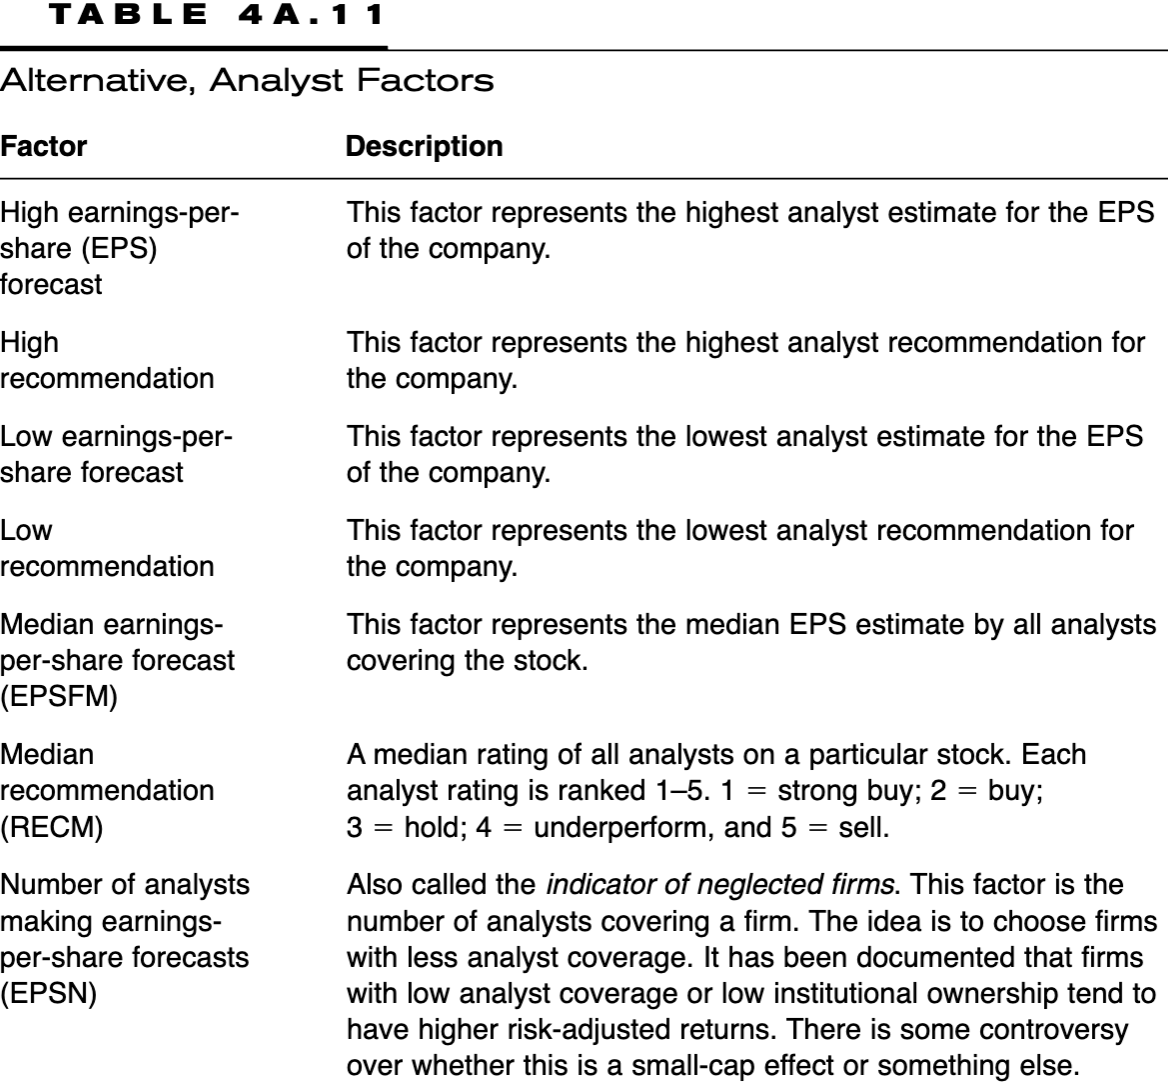 TABLE 4A.11
Alternative, Analyst Factors
Factor Description
High earnings-per-
share (EPS)
forecast
This factor represents the highest analyst estimate for the EPS
of the company.
High
recommendation
This factor represents the highest analyst recommendation for
the company.
Low earnings-per-
share forecast
This factor represents the lowest analyst estimate for the EPS
of the company.
Low
recommendation
This factor represents the lowest analyst recommendation for
the company.
Median earnings-
per-share forecast
(EPSFM)
This factor represents the median EPS estimate by all analysts
covering the stock.
Median
recommendation
(RECM)
A median rating of all analysts on a particular stock. Each
analyst rating is ranked 1–5. 1 = strong buy; 2 = buy;
3 = hold; 4 = underperform, and 5 = sell.
Number of analysts
making earnings-
per-share forecasts
(EPSN)
Also called the indicator of neglected firms. This factor is the
number of analysts covering a firm. The idea is to choose firms
with less analyst coverage. It has been documented that firms
with low analyst coverage or low institutional ownership tend to
have higher risk-adjusted returns. There is some controversy
over whether this is a small-cap effect or something else.